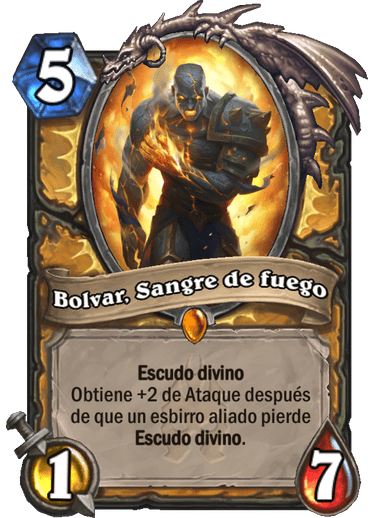 5
Bolvar, Sangre de fuego
Escudo divino
Obtiene +2 de Ataque después
de que un esbirro aliado pierde
Escudo divino.
1
7